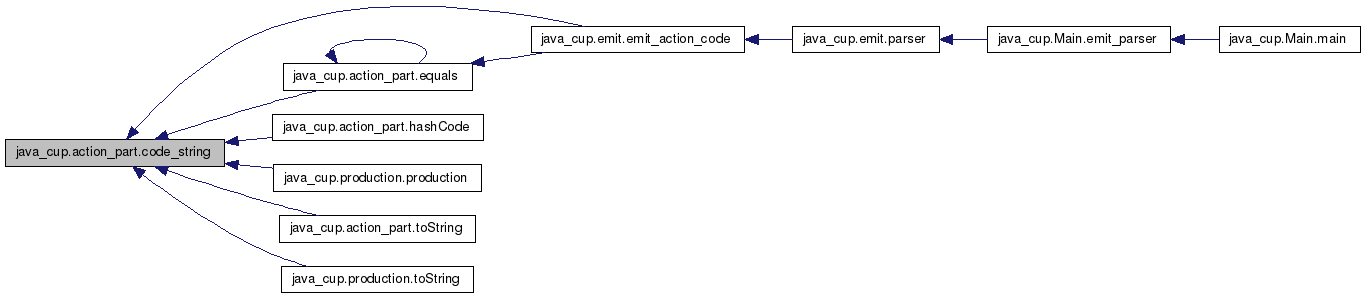 java_cup.emit.emit_action_code
java_cup.emit.parser
java_cup.Main.emit_parser
java_cup.Main.main
java_cup.action_part.equals
java_cup.action_part.hashCode
java_cup.action_part.code_string
java_cup.production.production
java_cup.action_part.toString
java_cup.production.toString